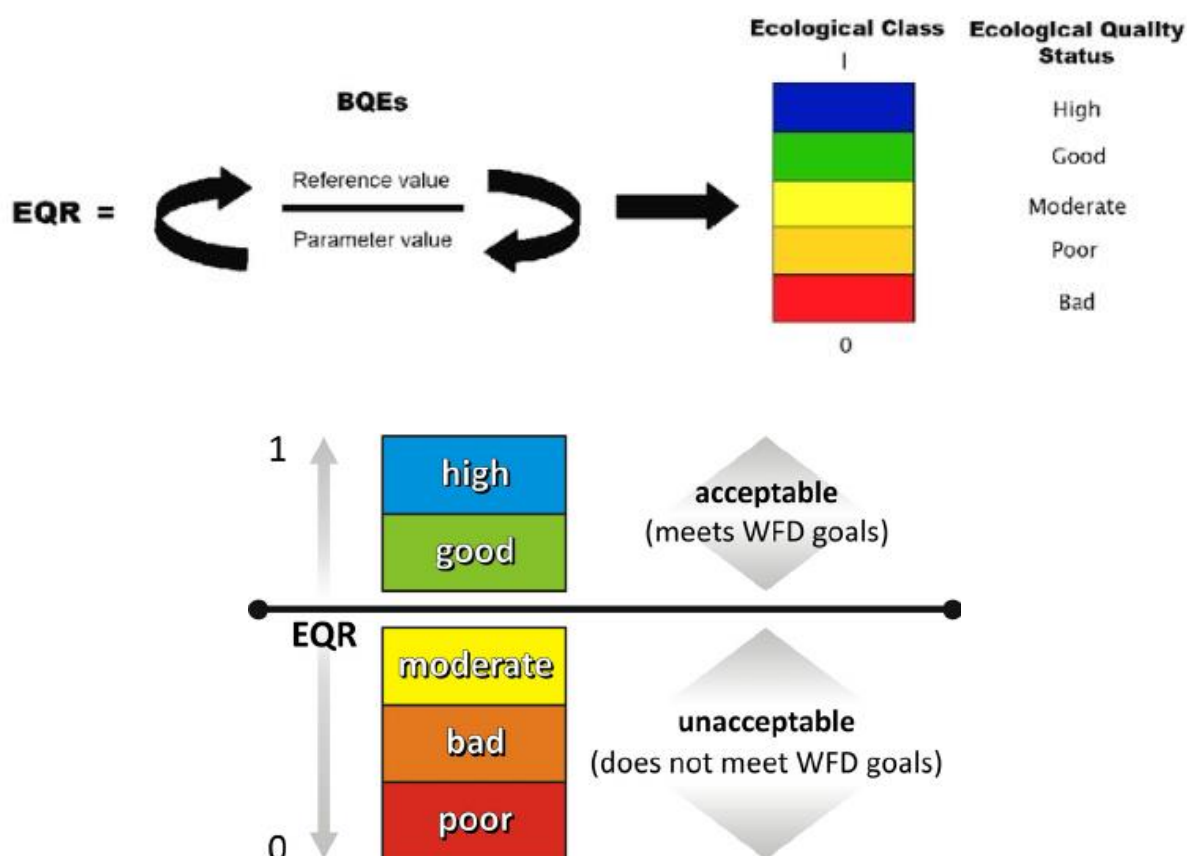 Ecological Class
Ecological Quality
Status
I
BQEs
High
Good
Reference value
EQR =
Moderate
Parameter value
Poor
Bad
0
1
high
acceptable
(meets WFD goals)
good
EQR
moderate
unacceptable
bad
(does not meet WFD goals)
poor
0